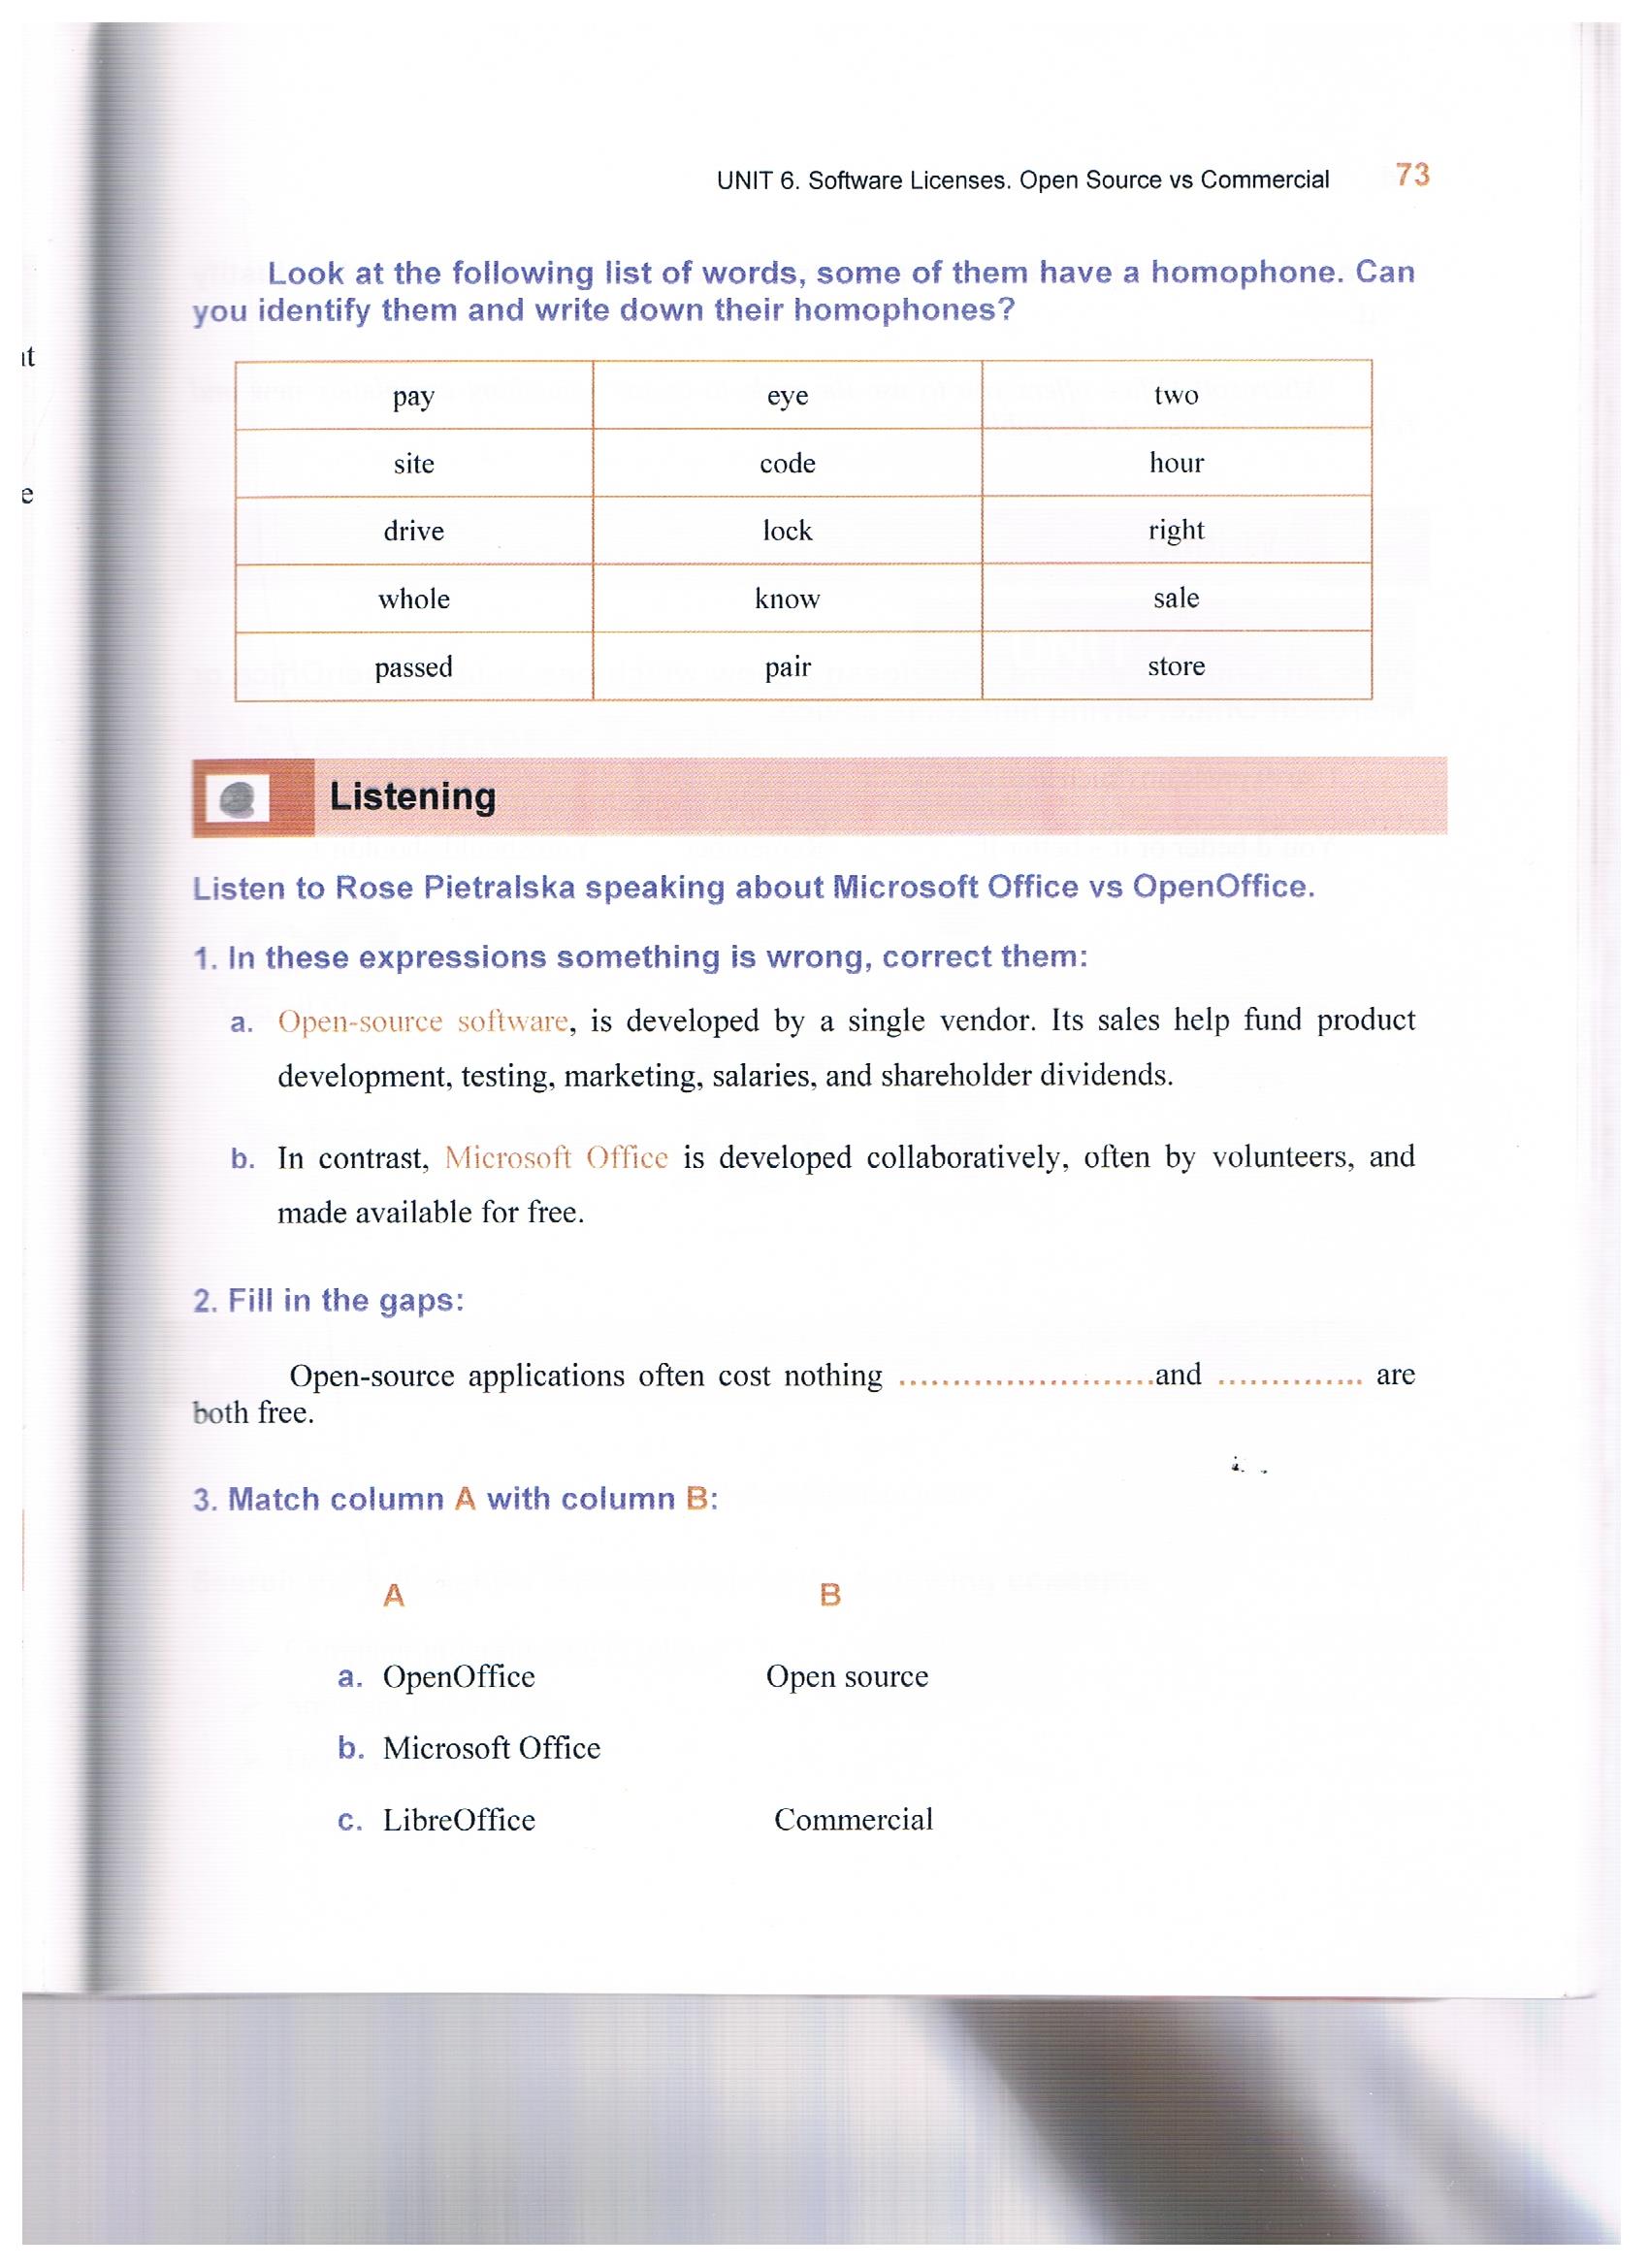 UNIT 6. Software Licenses. Open Source vs Commercial 73
Look at the following list of words, some of them have a homophone. Can
you identify them and write down their homophones?
pay eye two
site code hour
drive lock right
whole know sale
passed pair store
Listening
Listen to Rose Pietralska speaking about Microsoft Office vs OpenOffice.
1. In these expressions something is wrong, correct them:
a. Open-source software, is developed by a single vendor. Its sales help fund product
development, testing, marketing, salaries, and shareholder dividends.
b. In contrast, Microsoft Office is developed collaboratively, often by volunteers, and
made available for free.
2. Fill in the gaps:
Open-source applications often cost nothing ........................and .............. are
both free.
3. Match column A with column B:
A B
a. OpenOffice Open source
b. Microsoft Office
c. LibreOffice Commercial